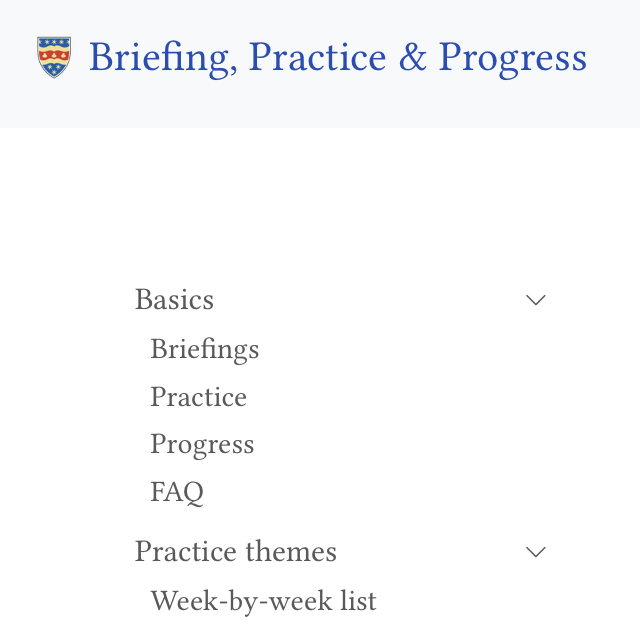 Briefing, Practice & Progress
Basics
Briefings
Practice
Progress
FAQ
Practice themes
Week-by-week list